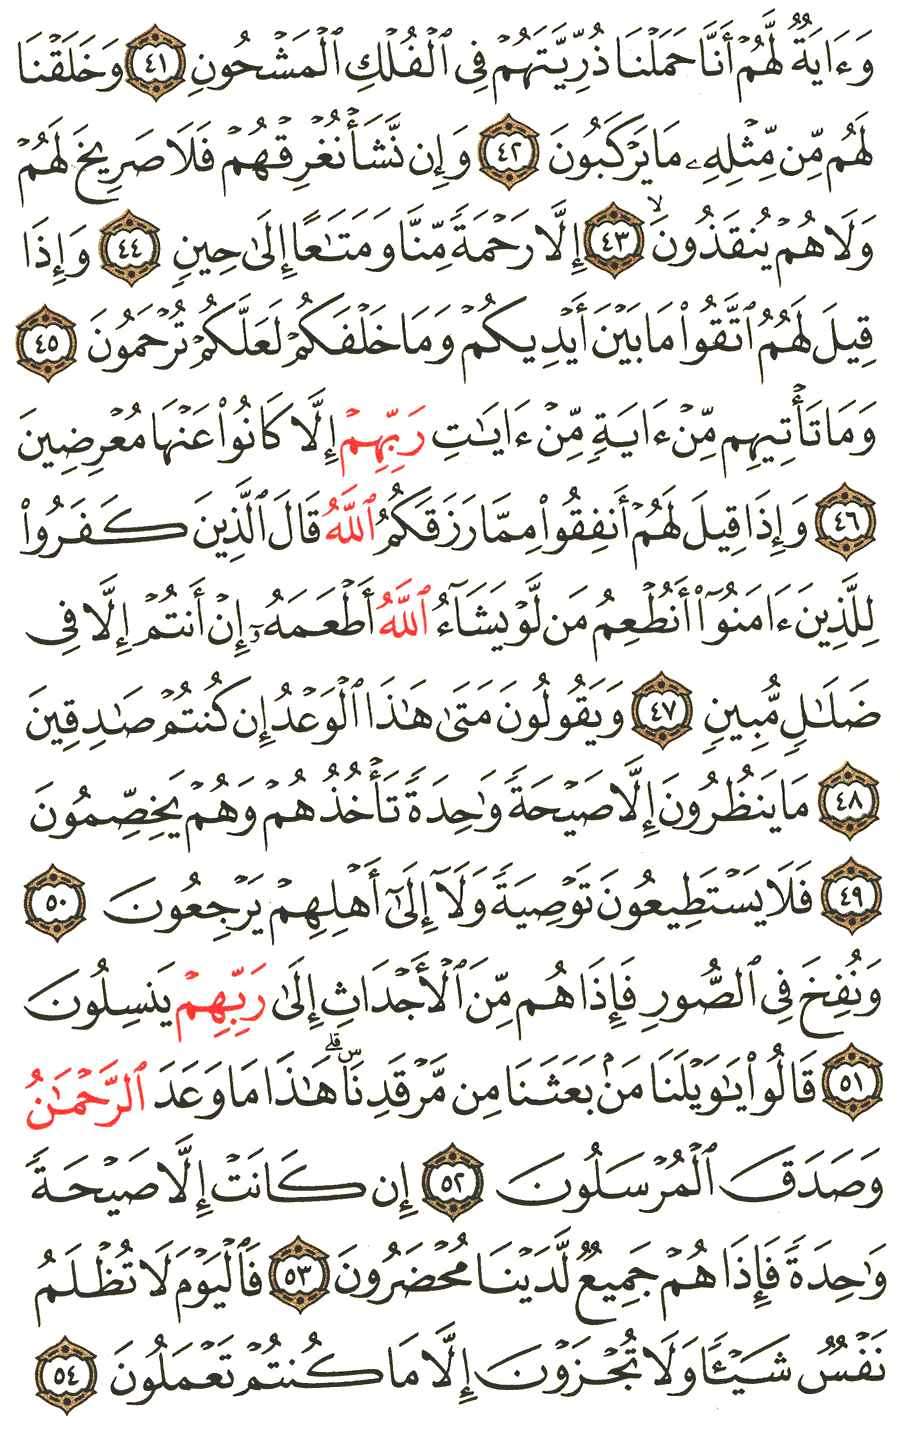 وَءَايَةٌ لَّهُمْ أَنَّا حَمَلْنَا ذُرِّيَّتَهُمْ فِى ٱلْفُلْكِ ٱلْمَشْحُونِ ٤١ وَخَلَقْنَا
لَهُم مِّن مِّثْلِهِۦ مَا يَرْكَبُونَ ٤٢ وَإِن نَّشَأْ نُغْرِقْهُمْ فَلَا صَرِيخَ لَهُمْ
وَلَا هُمْ يُنقَذُونَ ۙ ٤٣ إِلَّا رَحْمَةً مِّنَّا وَمَتَـٰعًا إِلَىٰ حِينٍ ٤٤ وَإِذَا
قِيلَ لَهُمُ ٱتَّقُوا۟ مَا بَيْنَ أَيْدِيكُمْ وَمَا خَلْفَكُمْ لَعَلَّكُمْ تُرْحَمُونَ ٤٥
وَمَا تَأْتِيهِم مِّنْ ءَايَةٍ مِّنْ ءَايَـٰتِ رَبِّهِمْ إِلَّا كَانُوا۟ عَنْهَا مُعْرِضِينَ
٤٦ وَإِذَا قِيلَ لَهُمْ أَنفِقُوا۟ مِمَّا رَزَقَكُمُ ٱللَّهُ قَالَ ٱلَّذِينَ كَفَرُوا۟
لِلَّذِينَ ءَامَنُوٓا۟ أَنُطْعِمُ مَن لَّوْ يَشَآءُ ٱللَّهُ أَطْعَمَهُۥٓ إِنْ أَنتُمْ إِلَّا فِى
ضَلَـٰلٍ مُّبِينٍ ٤٧ وَيَقُولُونَ مَتَىٰ هَـٰذَا ٱلْوَعْدُ إِن كُنتُمْ صَـٰدِقِينَ
٤٨ مَا يَنظُرُونَ إِلَّا صَيْحَةً وَٰحِدَةً تَأْخُذُهُمْ وَهُمْ يَخِصِّمُونَ
٤٩ فَلَا يَسْتَطِيعُونَ تَوْصِيَةً وَلَآ إِلَىٰٓ أَهْلِهِمْ يَرْجِعُونَ ٥٠
وَنُفِخَ فِى ٱلصُّورِ فَإِذَا هُم مِّنَ ٱلْأَجْدَاثِ إِلَىٰ رَبِّهِمْ يَنسِلُونَ
٥١ قَالُوا۟ يَـٰوَيْلَنَا مَنۢ بَعَثَنَا مِن مَّرْقَدِنَا ۜ ۗ هَـٰذَا مَا وَعَدَ ٱلرَّحْمَـٰنُ
وَصَدَقَ ٱلْمُرْسَلُونَ ٥٢ إِن كَانَتْ إِلَّا صَيْحَةً
وَٰحِدَةً فَإِذَا هُمْ جَمِيعٌ لَّدَيْنَا مُحْضَرُونَ ٥٣ فَٱلْيَوْمَ لَا تُظْلَمُ
نَفْسٌ شَيْـًٔا وَلَا تُجْزَوْنَ إِلَّا مَا كُنتُمْ تَعْمَلُونَ ٥٤